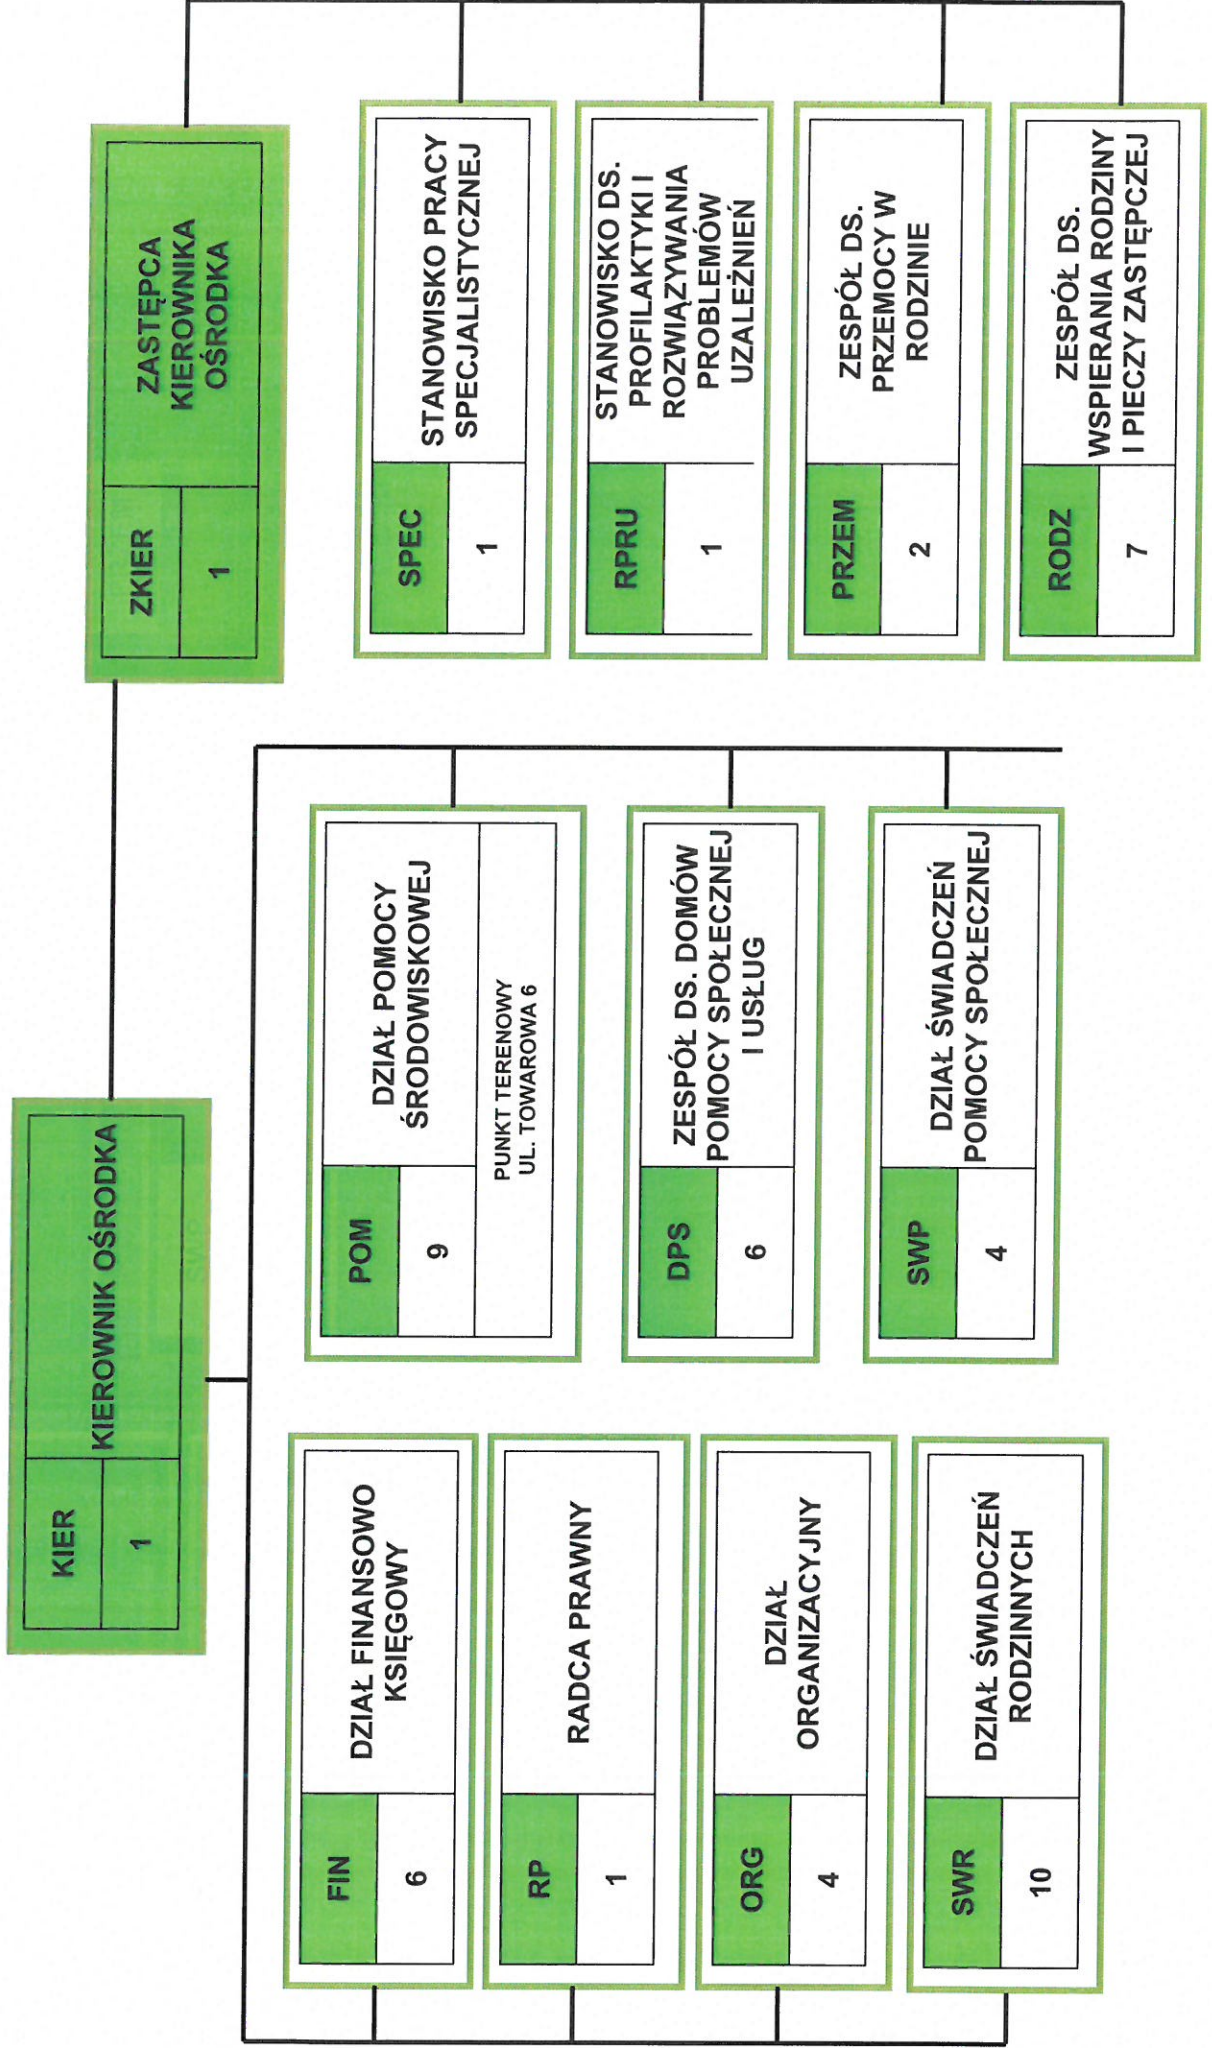 KIER
1
KIEROWNIK OŚRODKA
ZKIER
1
ZASTĘPCA
KIEROWNIKA
OŚRODKA
FIN
6
DZIAŁ FINANSOWO
KSIĘGOWY
RP
1
RADCA PRAWNY
ORG
4
DZIAŁ
ORGANIZACYJNY
SWR
10
DZIAŁ ŚWIADCZEŃ
RODZINNYCH
POM
9
DZIAŁ POMOCY
ŚRODOWISKOWEJ
PUNKT TERENOWY
UL. TOWAROWA 6
DPS
6
ZESPÓŁ DS. DOMÓW
POMOCY SPOŁECZNEJ
I USŁUG
SWP
4
DZIAŁ ŚWIADCZEŃ
POMOCY SPOŁECZNEJ
SPEC
1
STANOWISKO PRACY
SPECJALISTYCZNEJ
RPRU
1
STANOWISKO DS.
PROFILAKTYKI I
ROZWIĄZYWANIA
PROBLEMÓW
UZALEŻNIEŃ
PRZEM
2
ZESPÓŁ DS.
PRZEMOCY W
RODZINIE
RODZ
7
ZESPÓŁ DS.
WSPIERANIA RODZINY
I PIECZY ZASTĘPCZEJ